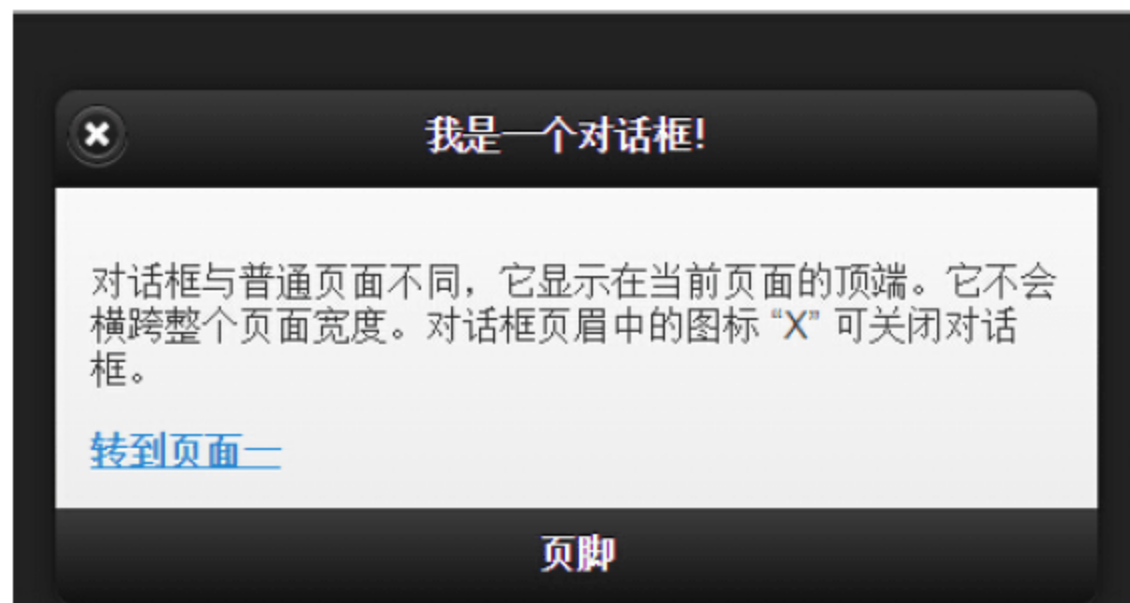 我是一个对话框!
对话框与普通页面不同，它显示在当前页面的顶端。它不会
横跨整个页面宽度。对话框页眉中的图标 “X” 可关闭对话
框。
转到页面一
页脚